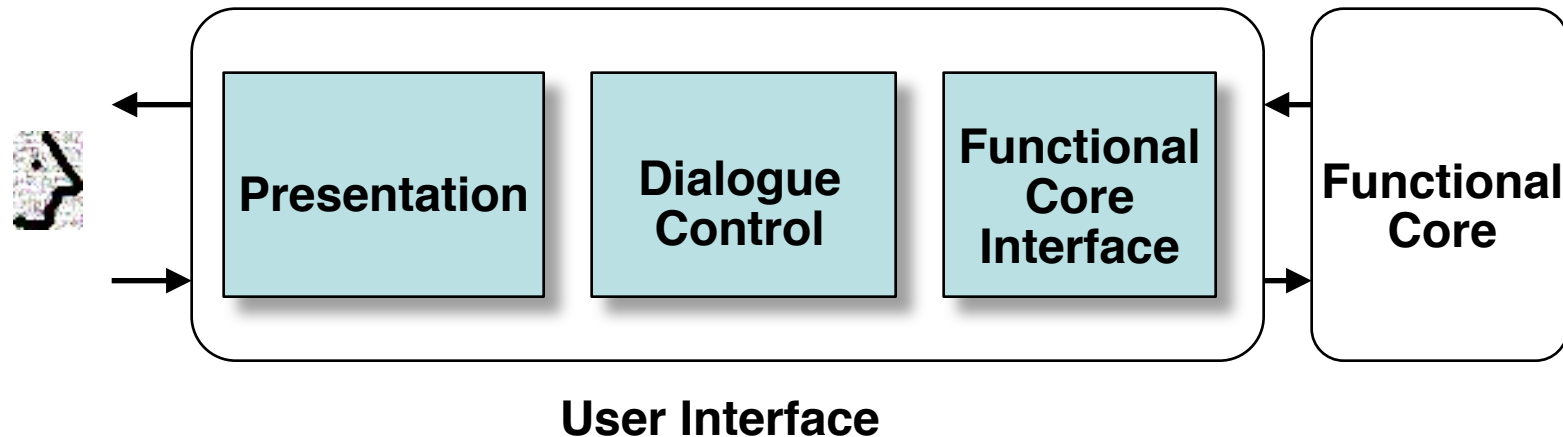 Presentation
Dialogue
Control
Functional
Core
Interface
Functional
Core
User Interface